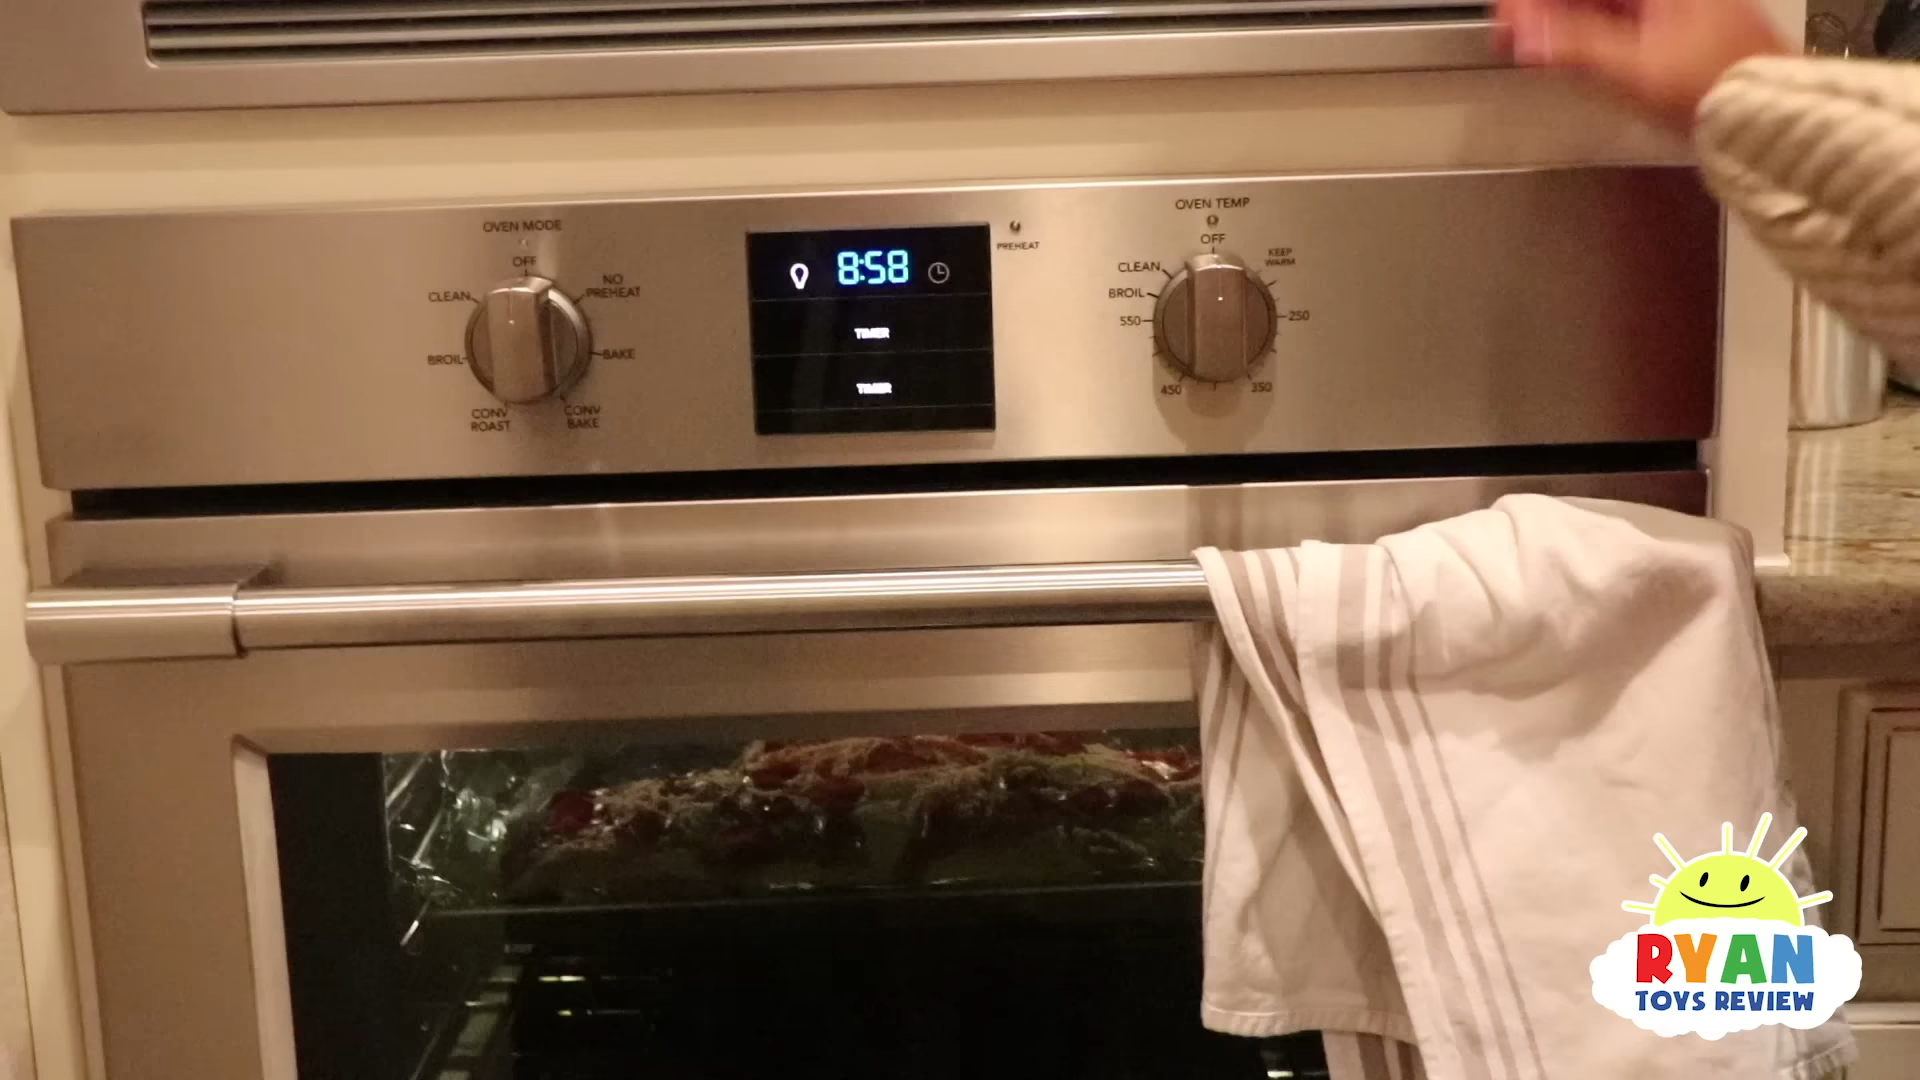 OVEN MODE
OFF
CLEAN
NO
PREHEAT
BROIL
BAKE
CONV
ROAST
CONV
BAKE
8:58
TIMER
TIMER
PREHEAT
OVEN TEMP
OFF
CLEAN
KEEP
WARM
BROIL
550
250
450
350
RYAN
TOYS REVIEW